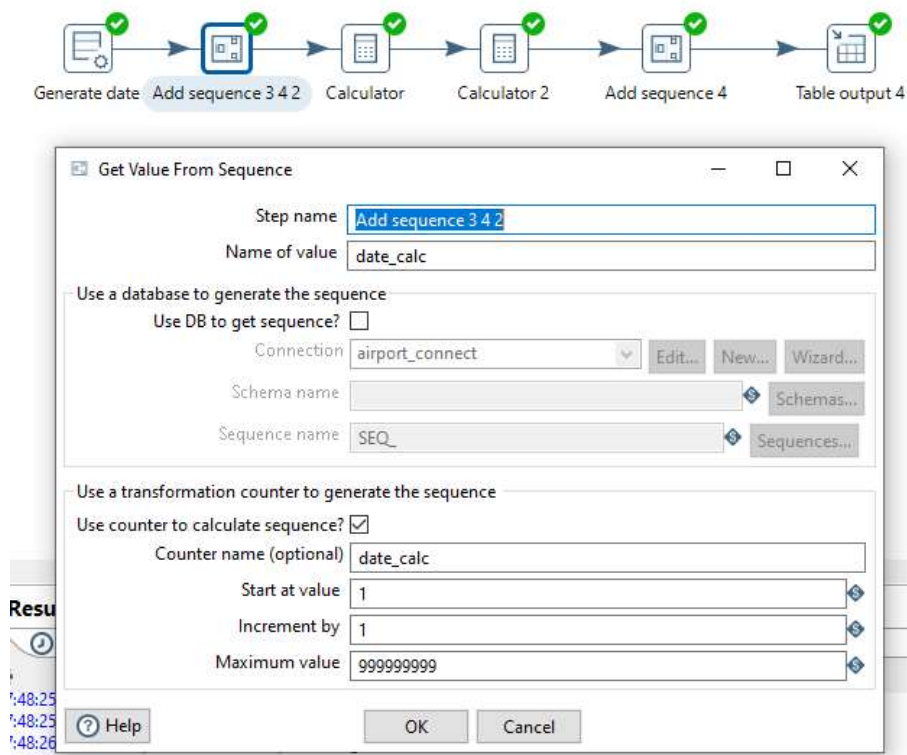 Generate date Add sequence 3 4 2 Calculator Calculator 2 Add sequence 4 Table output 4
Get Value From Sequence
Step name Add sequence 3 4 2
Name of value date_calc
Use a database to generate the sequence
Use DB to get sequence?
Connection airport_connect Edit... New... Wizard...
Schema name Schemas...
Sequence name SEQ_ Sequences...
Use a transformation counter to generate the sequence
Use counter to calculate sequence?
Counter name (optional) date_calc
Start at value 1
Resu
Increment by 1
Maximum value 999999999
7:48:25
7:48:25
7:48:26
Help OK Cancel